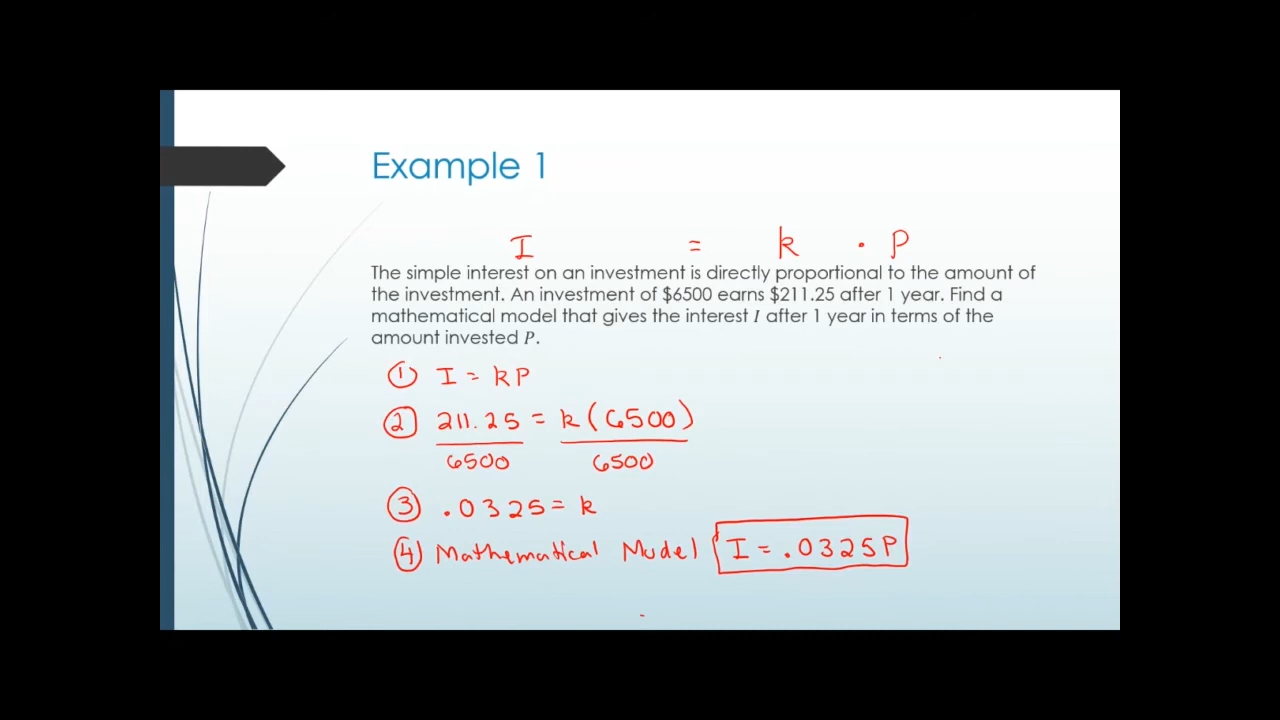 Example 1
I = k • P
The simple interest on an investment is directly proportional to the amount of
the investment. An investment of $6500 earns $211.25 after 1 year. Find a
mathematical model that gives the interest I after 1 year in terms of the
amount invested P.
① I = kP
② 211.25 = k(6500)
6500 6500
③ .0325 = k
④ Mathematical Model I = .0325P